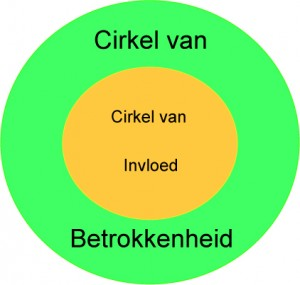 Cirkel van
Cirkel van
Invloed
Betrokkenheid